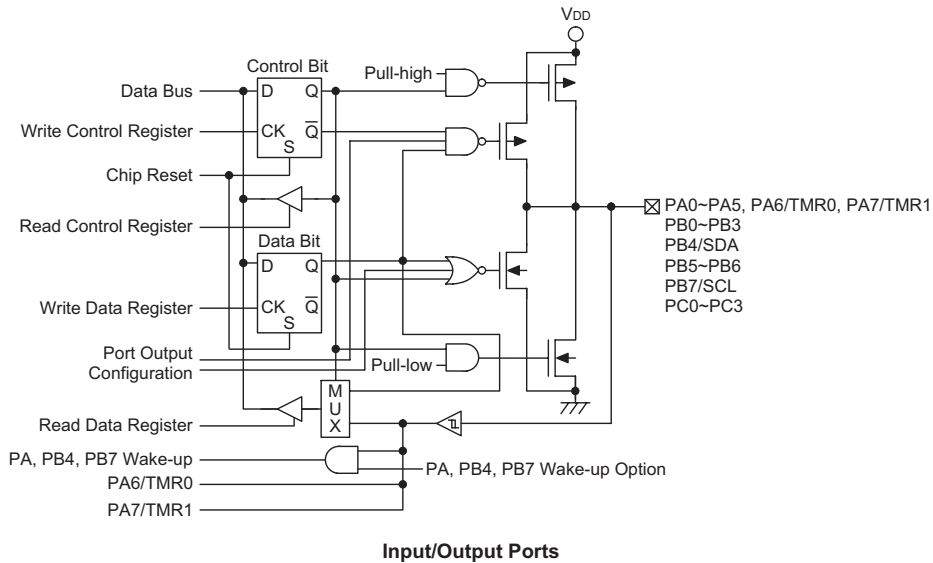 VDD
Control Bit
Pull-high
Data Bus
D
Q
Write Control Register
CK
Q
S
Chip Reset
Read Control Register
Data Bit
D
Q
Write Data Register
CK
Q
S
Port Output
Configuration
Pull-low
M
U
X
Read Data Register
PA, PB4, PB7 Wake-up
PA, PB4, PB7 Wake-up Option
PA6/TMR0
PA7/TMR1
PA0~PA5, PA6/TMR0, PA7/TMR1
PB0~PB3
PB4/SDA
PB5~PB6
PB7/SCL
PC0~PC3
Input/Output Ports